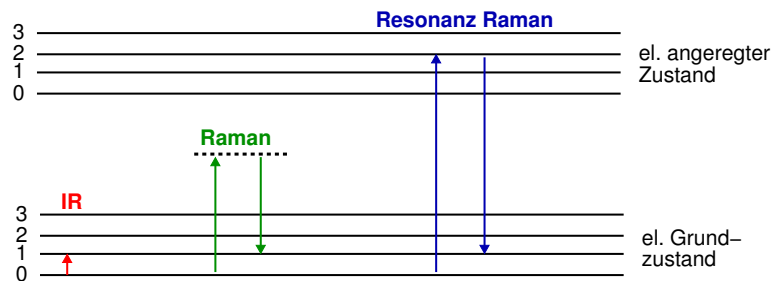 Resonanz Raman
3
2
1
0
el. angeregter
Zustand
Raman
IR
3
2
1
0
el. Grund–
zustand